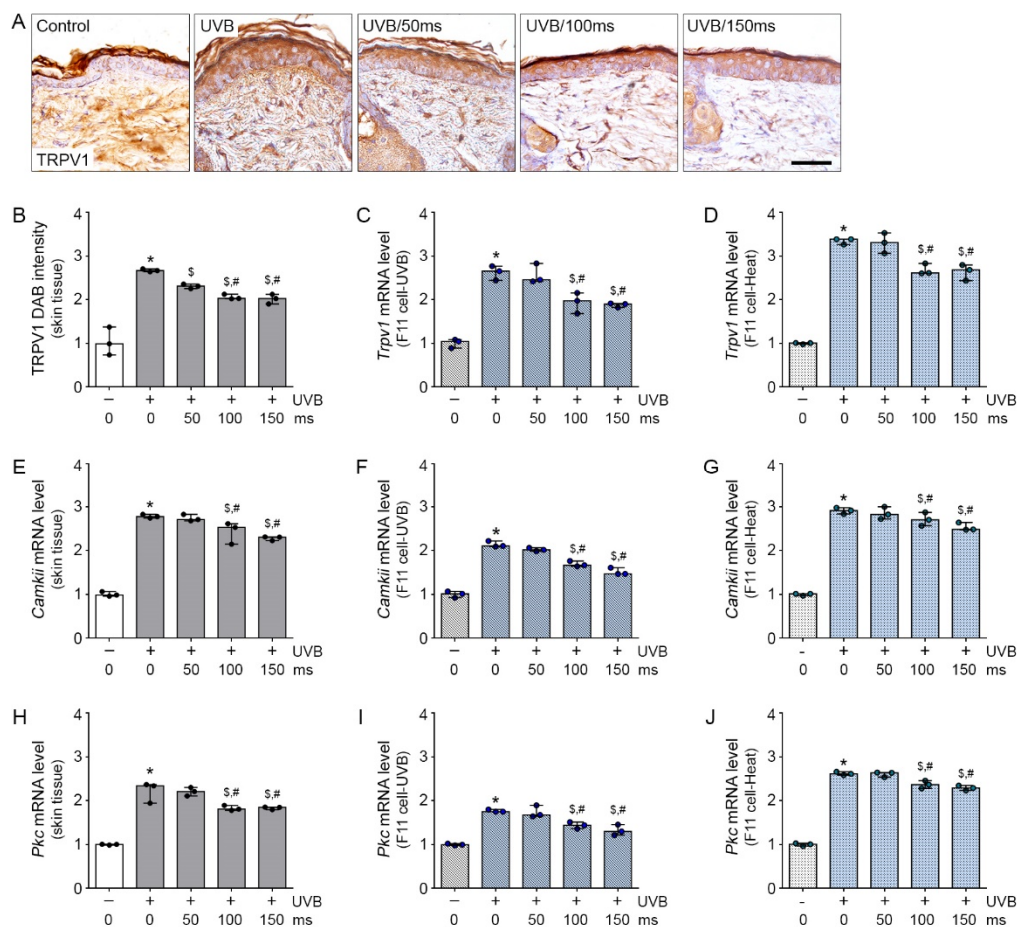 A
Control
UVB
UVB/50ms
UVB/100ms
UVB/150ms
TRPV1
B
TRPV1 DAB intensity
(skin tissue)
4
3
2
1
0
*
$
$,#
$,#
– + + + + UVB
0 0 50 100 150 ms
C
Trpv1 mRNA level
(F11 cell-UVB)
4
3
2
1
0
*
$,#
$,#
– + + + + UVB
0 0 50 100 150 ms
D
Trpv1 mRNA level
(F11 cell-Heat)
4
3
2
1
0
*
$,#
$,#
– + + + + UVB
0 0 50 100 150 ms
E
Camkii mRNA level
(skin tissue)
4
3
2
1
0
*
$,#
$,#
– + + + + UVB
0 0 50 100 150 ms
F
Camkii mRNA level
(F11 cell-UVB)
4
3
2
1
0
*
$,#
$,#
– + + + + UVB
0 0 50 100 150 ms
G
Camkii mRNA level
(F11 cell-Heat)
4
3
2
1
0
*
$,#
$,#
- + + + + UVB
0 0 50 100 150 ms
H
Pkc mRNA level
(skin tissue)
4
3
2
1
0
*
$,#
$,#
– + + + + UVB
0 0 50 100 150 ms
I
Pkc mRNA level
(F11 cell-UVB)
4
3
2
1
0
*
$,#
$,#
– + + + + UVB
0 0 50 100 150 ms
J
Pkc mRNA level
(F11 cell-Heat)
4
3
2
1
0
*
$,#
$,#
- + + + + UVB
0 0 50 100 150 ms